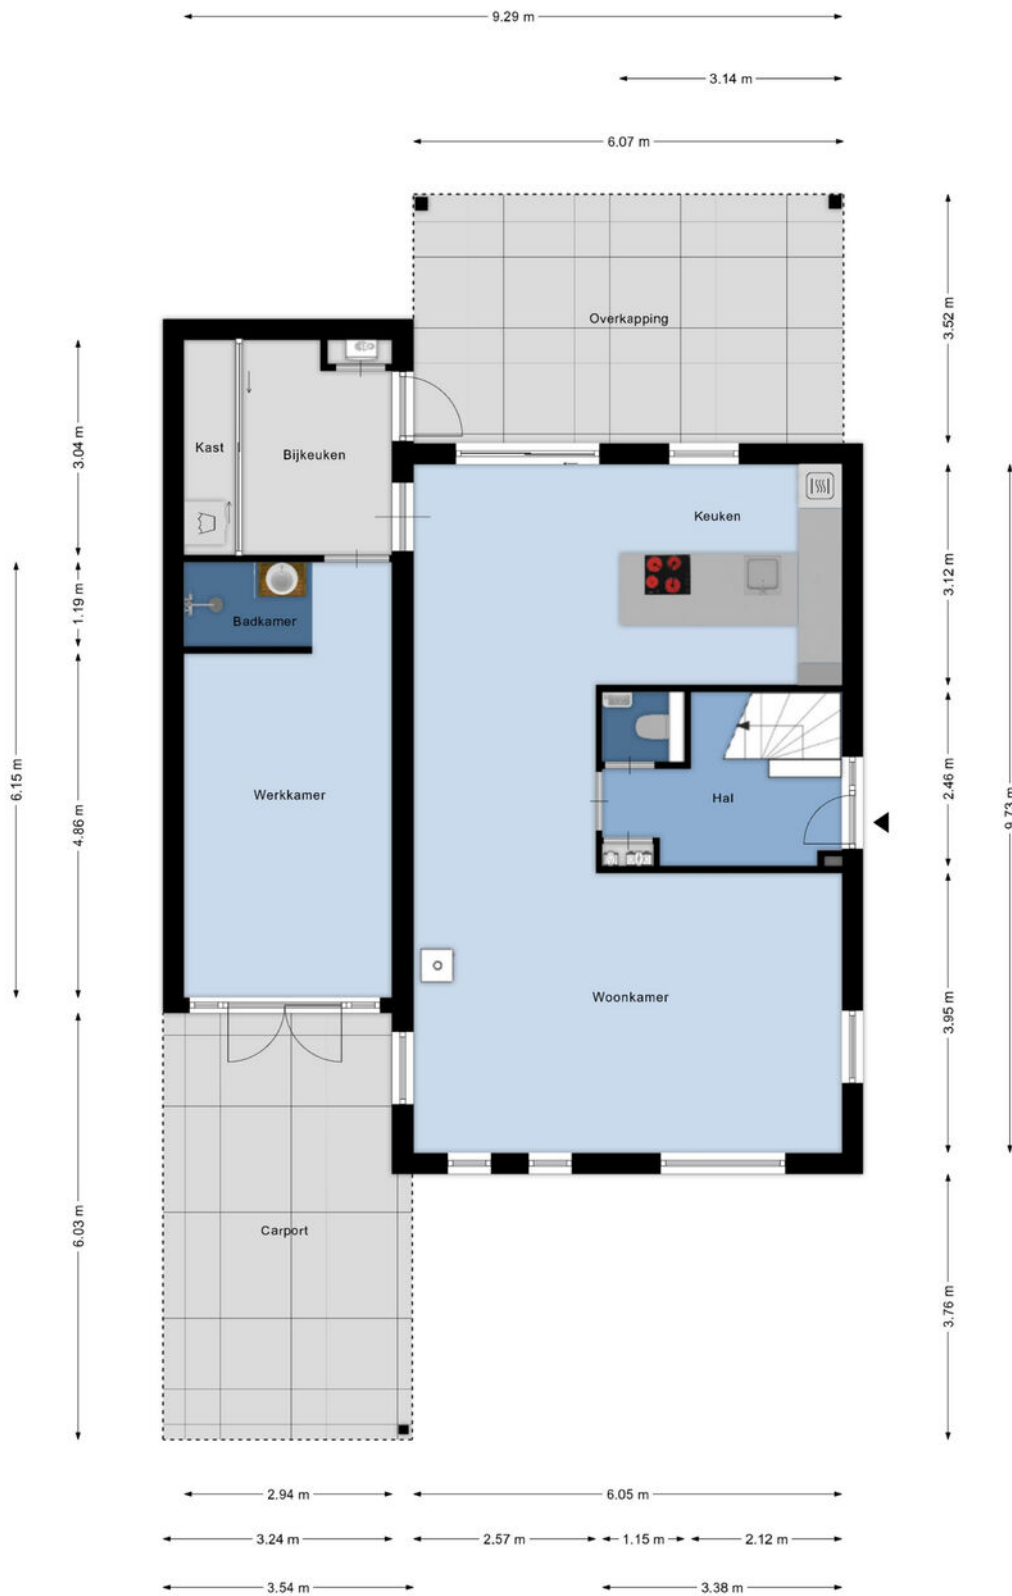 9.29 m
3.14 m
6.07 m
3.52 m
Overkapping
3.04 m
Kast
Bijkeuken
Keuken
3.12 m
1.19 m
Badkamer
6.15 m
4.86 m
Werkkamer
Hal
2.46 m
9.73 m
Woonkamer
3.95 m
6.03 m
Carport
3.76 m
2.94 m
6.05 m
3.24 m
2.57 m
1.15 m
2.12 m
3.54 m
3.38 m